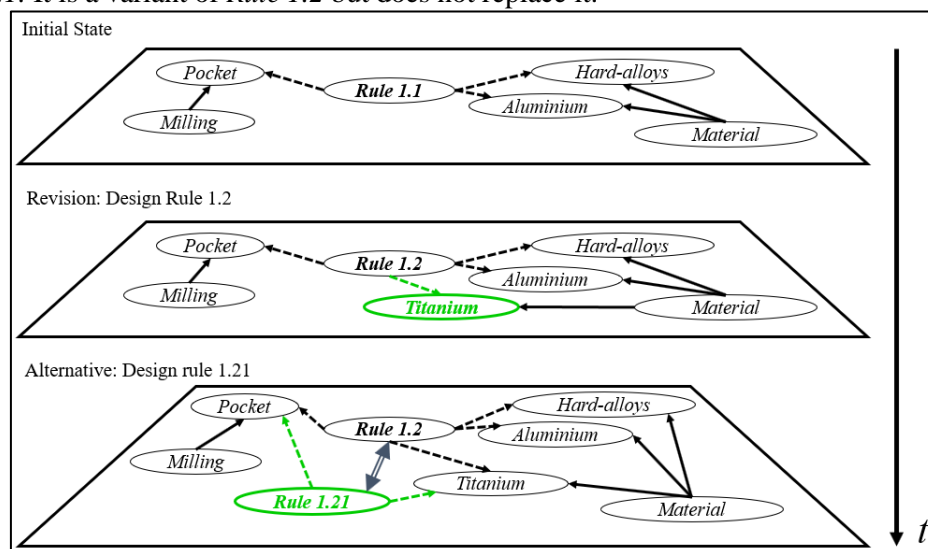 1. It is a variant of Rule 1.2 but does not replace it.
Initial State
Pocket
Hard-alloys
Rule 1.1
Aluminium
Milling
Material
Revision: Design Rule 1.2
Pocket
Hard-alloys
Rule 1.2
Aluminium
Milling
Titanium
Material
Alternative: Design rule 1.21
Pocket
Hard-alloys
Rule 1.2
Aluminium
Milling
Titanium
Rule 1.21
Material
t